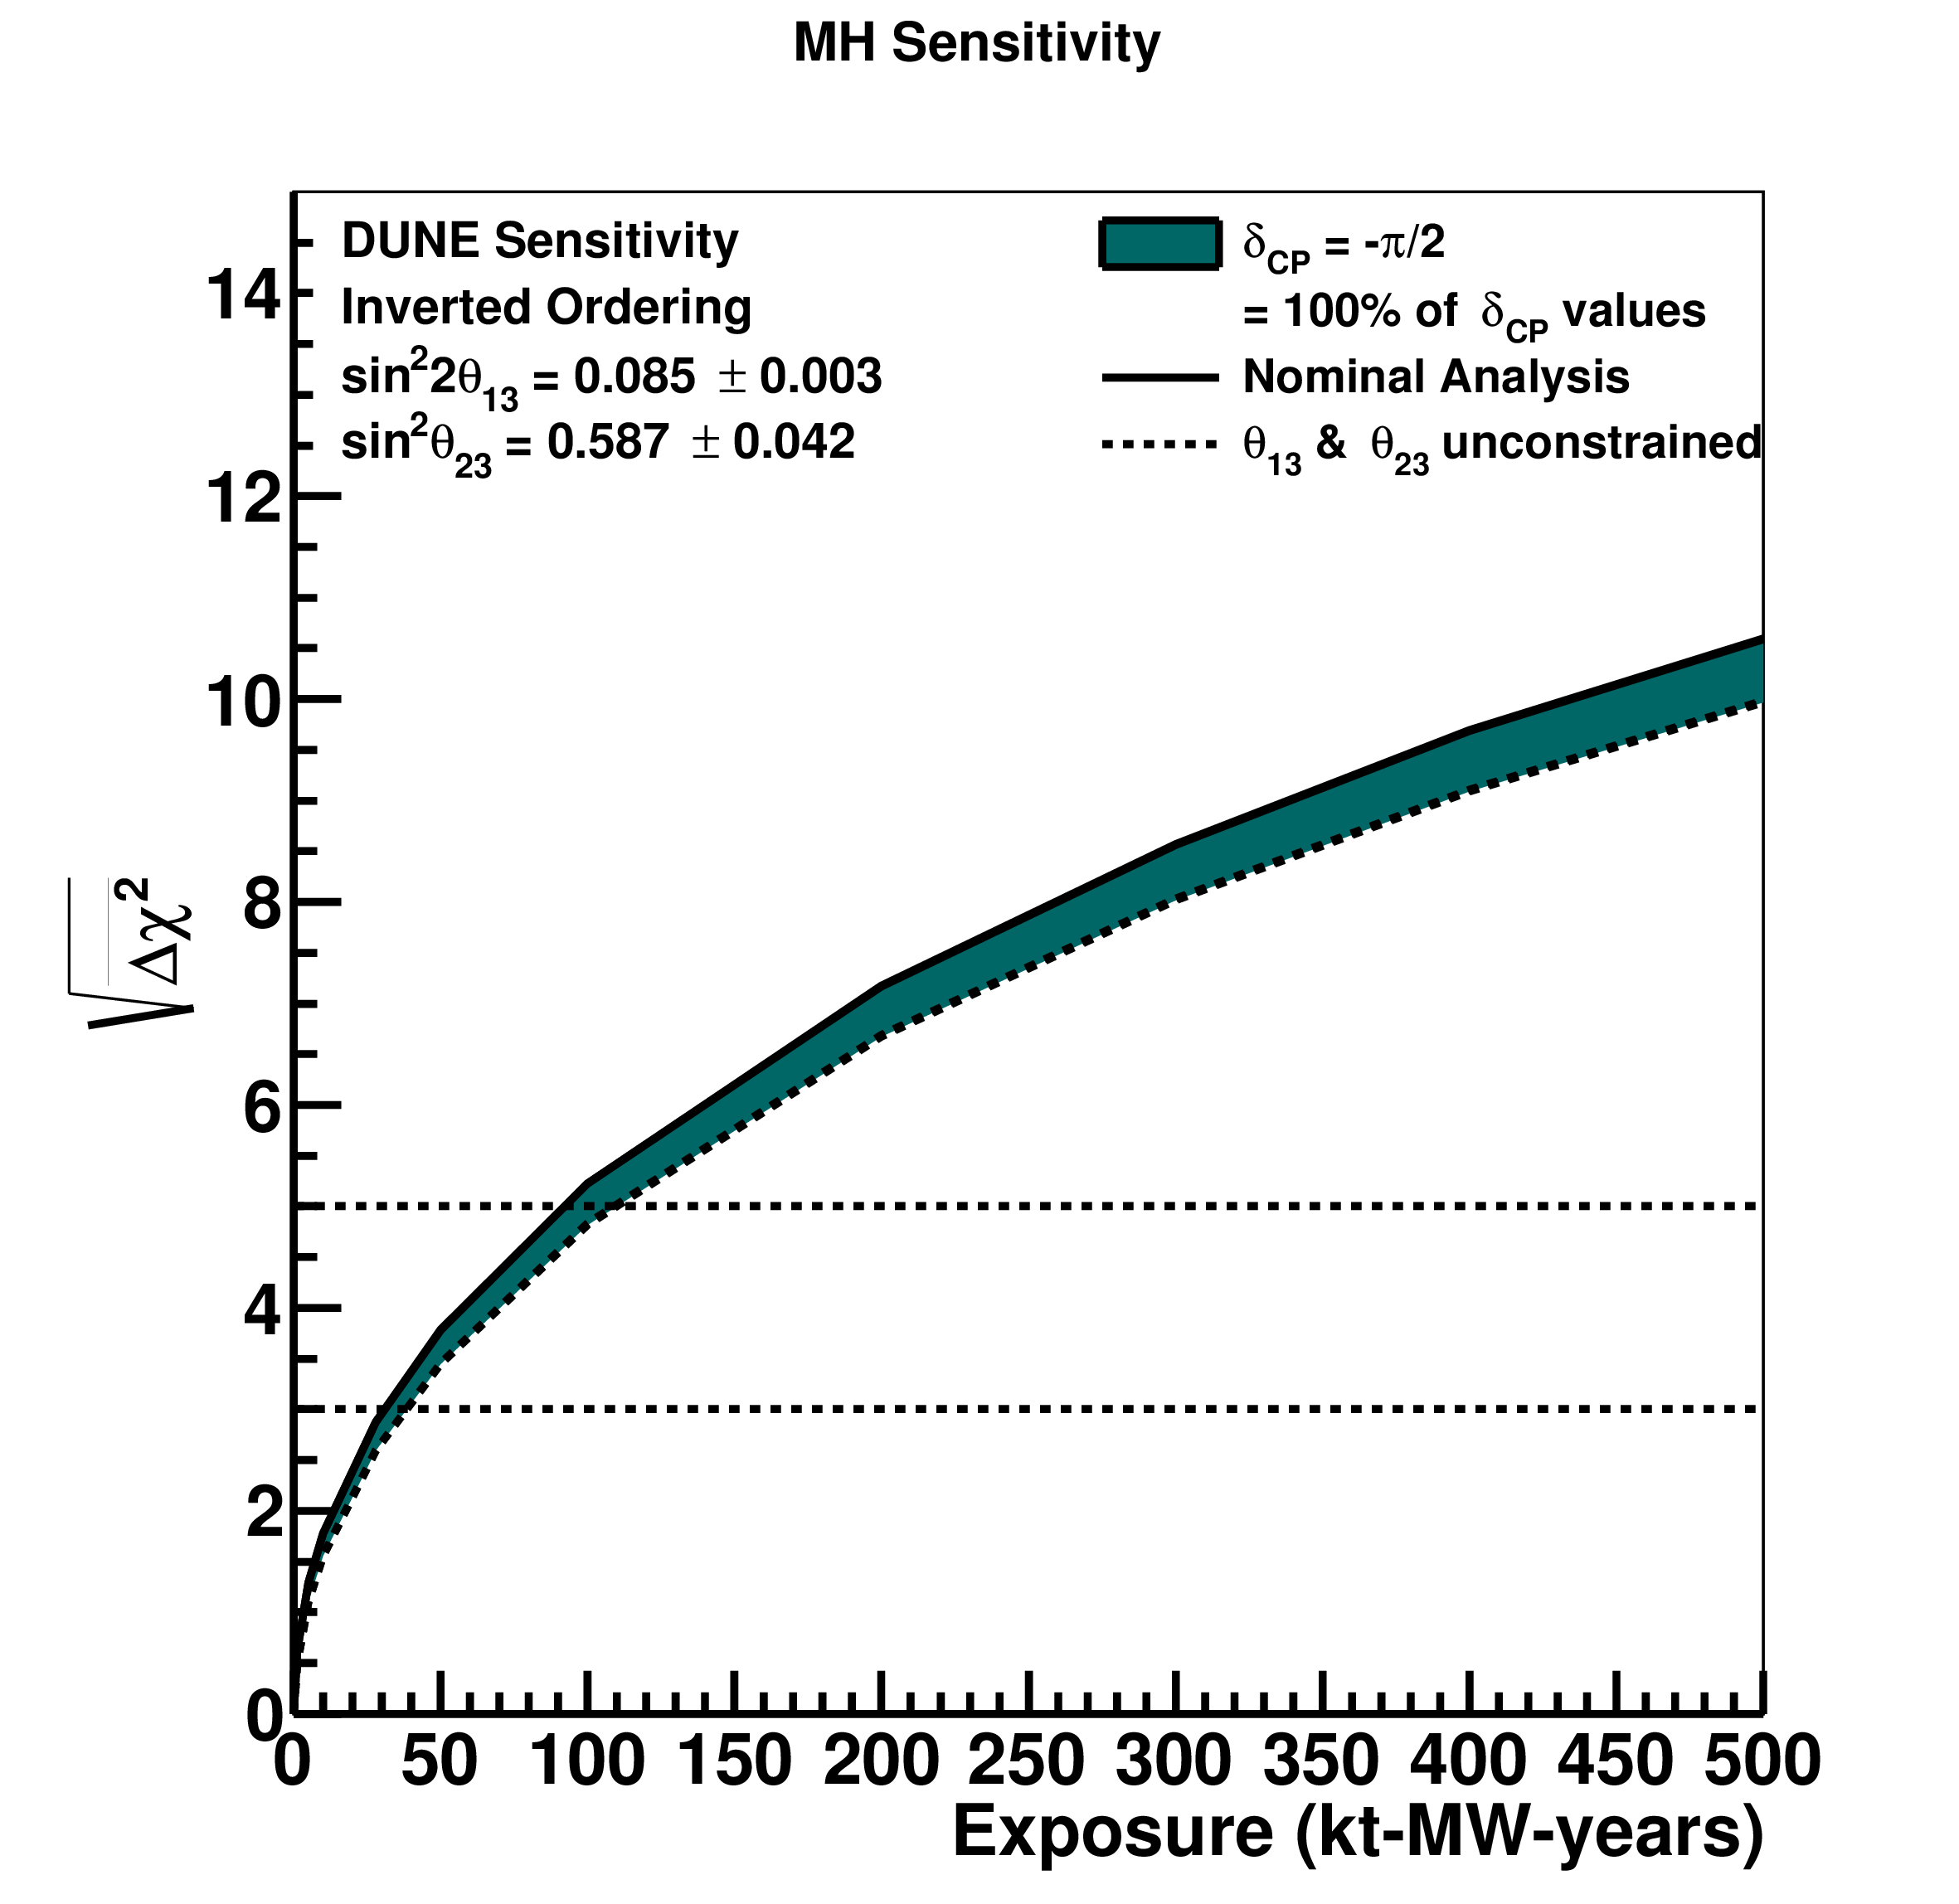 MH Sensitivity
DUNE Sensitivity
Inverted Ordering
sin²2θ₁₃ = 0.085 ± 0.003
sin²θ₂₃ = 0.587 ± 0.042
δCP = -π/2
= 100% of δCP values
Nominal Analysis
θ₁₃ & θ₂₃ unconstrained
√Δχ²
14
12
10
8
6
4
2
0
0 50 100 150 200 250 300 350 400 450 500
Exposure (kt-MW-years)